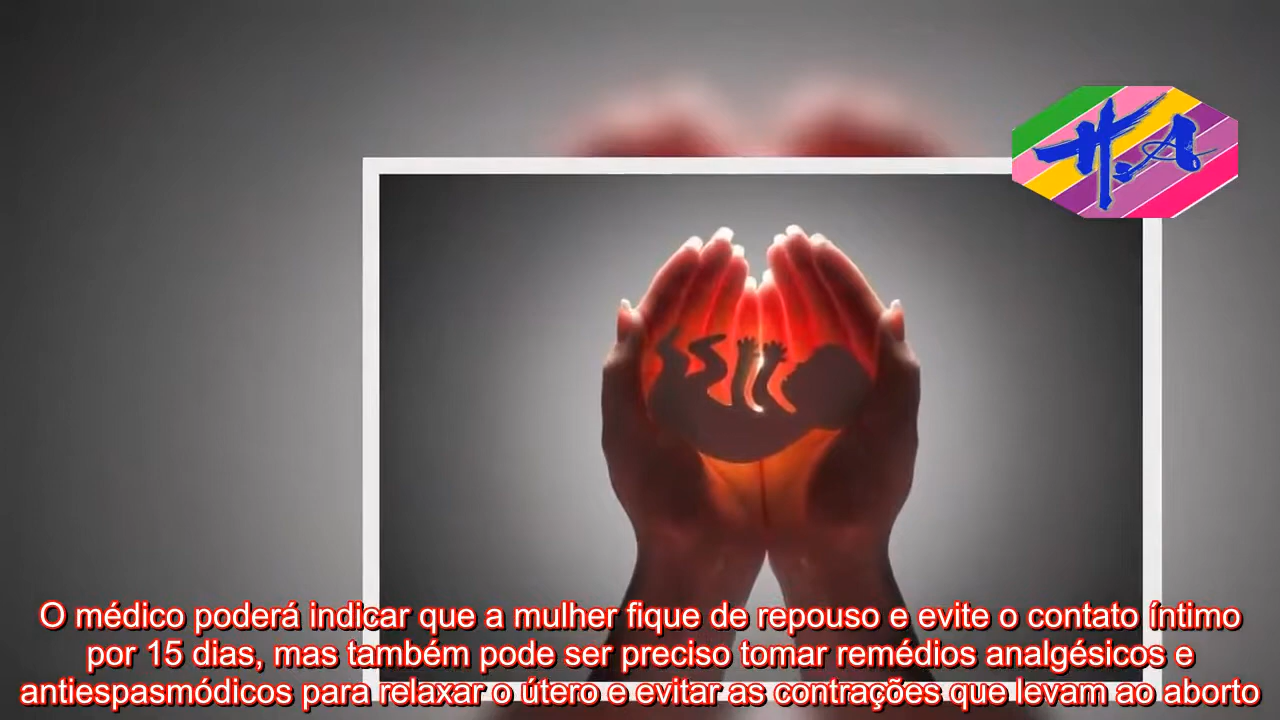 H.A
O médico poderá indicar que a mulher fique de repouso e evite o contato íntimo
por 15 dias, mas também pode ser preciso tomar remédios analgésicos e
antiespasmódicos para relaxar o útero e evitar as contrações que levam ao aborto